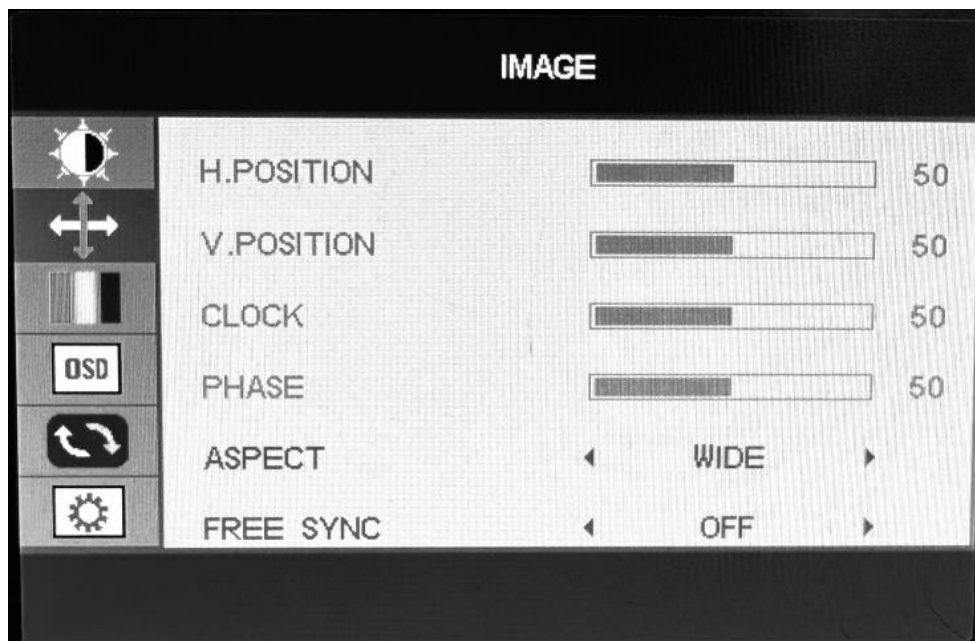 IMAGE
H.POSITION 50
V.POSITION 50
CLOCK 50
OSD
PHASE 50
ASPECT WIDE
FREE SYNC OFF